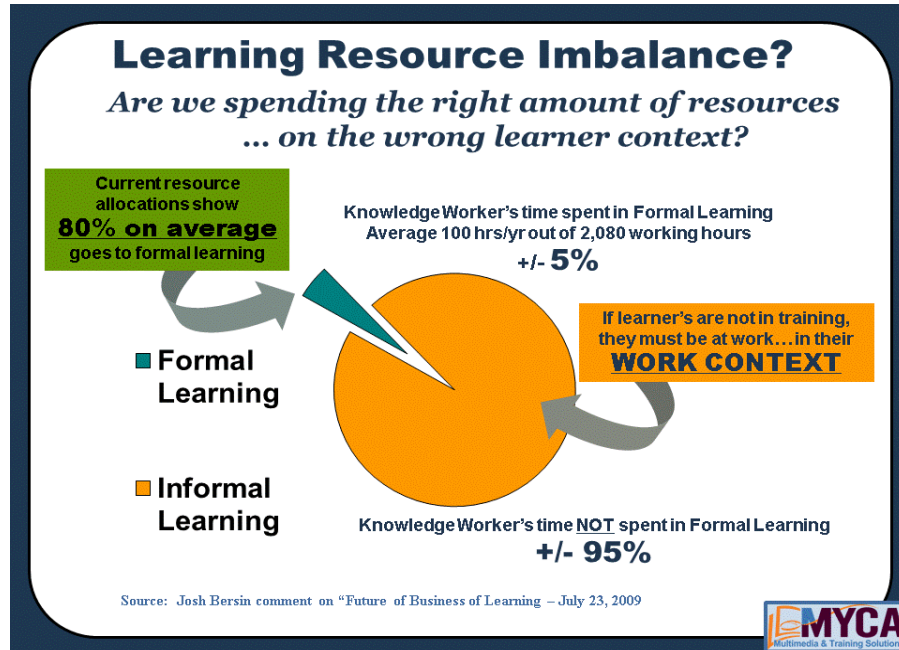 Learning Resource Imbalance?
Are we spending the right amount of resources
... on the wrong learner context?
Current resource
allocations show
80% on average
goes to formal learning
Knowledge Worker's time spent in Formal Learning
Average 100 hrs/yr out of 2,080 working hours
+/- 5%
If learner's are not in training,
they must be at work...in their
WORK CONTEXT
Formal
Learning
Informal
Learning
Knowledge Worker's time NOT spent in Formal Learning
+/- 95%
Source: Josh Bersin comment on “Future of Business of Learning – July 23, 2009
MYCA
Multimedia & Training Solution